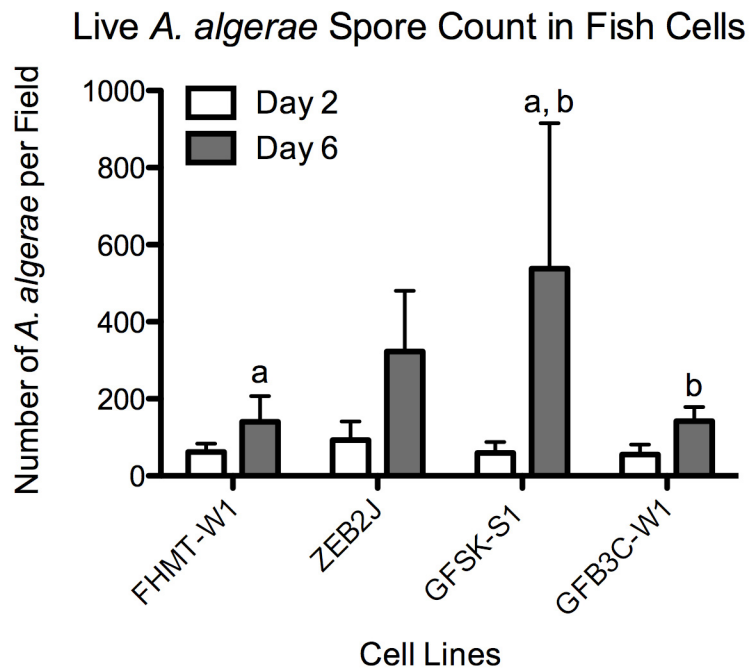 Live A. algerae Spore Count in Fish Cells
Number of A. algerae per Field
1000
800
600
400
200
0
Day 2
Day 6
a
a, b
b
FHMT-W1
ZEB2J
GFSK-S1
GFB3C-W1
Cell Lines